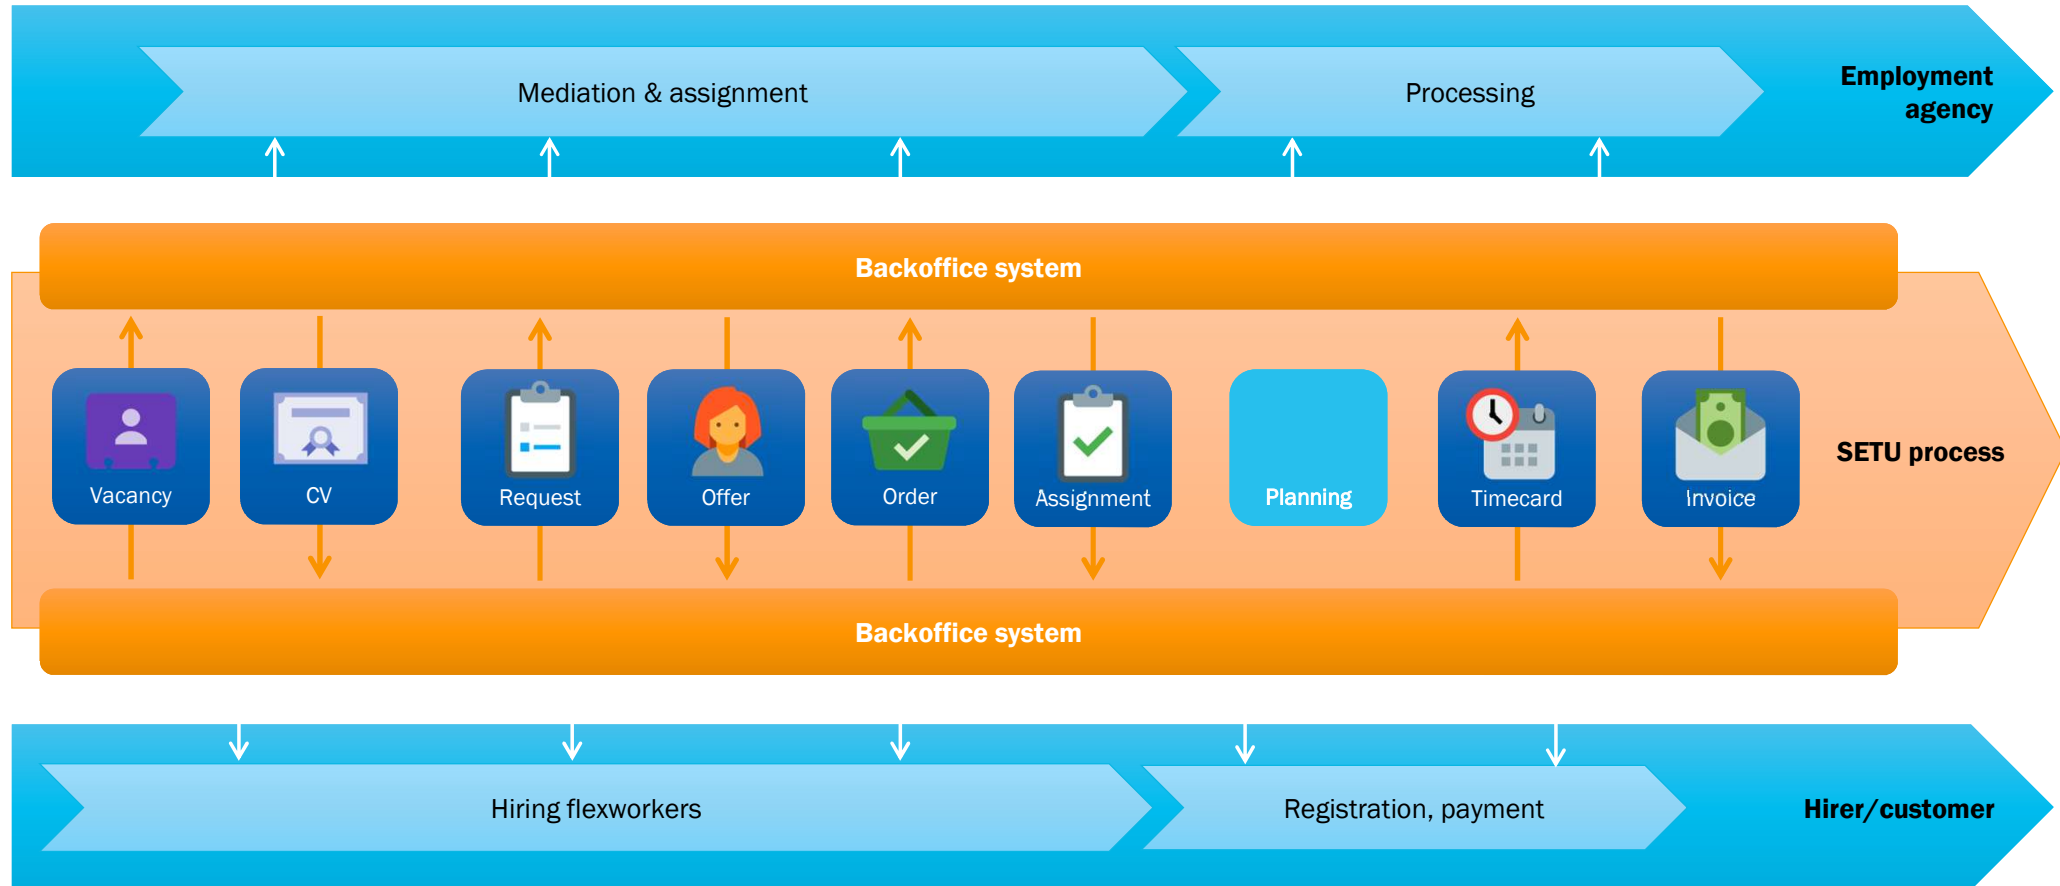 Mediation & assignment
Processing
Employment
agency
Backoffice system
Vacancy
CV
Request
Offer
Order
Assignment
Planning
Timecard
Invoice
SETU process
Backoffice system
Hiring flexworkers
Registration, payment
Hirer/customer